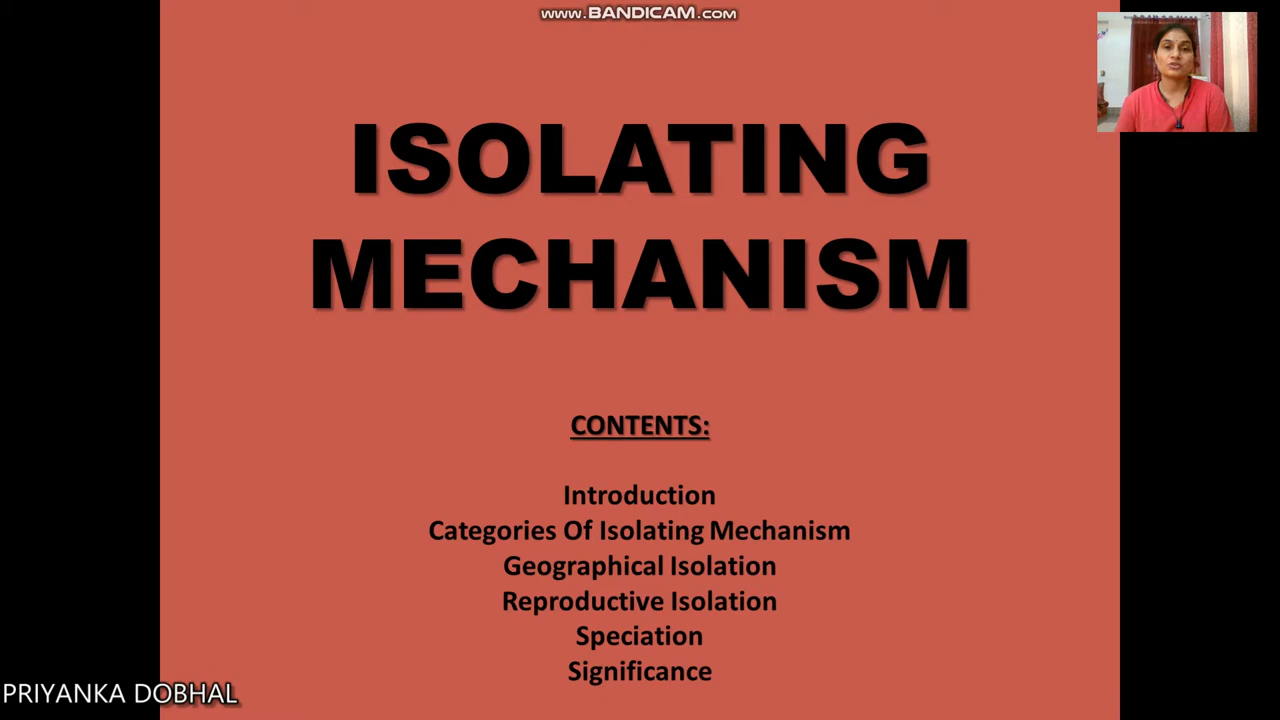 www.BANDICAM.com
ISOLATING
MECHANISM
CONTENTS:
Introduction
Categories Of Isolating Mechanism
Geographical Isolation
Reproductive Isolation
Speciation
Significance
PRIYANKA DOBHAL